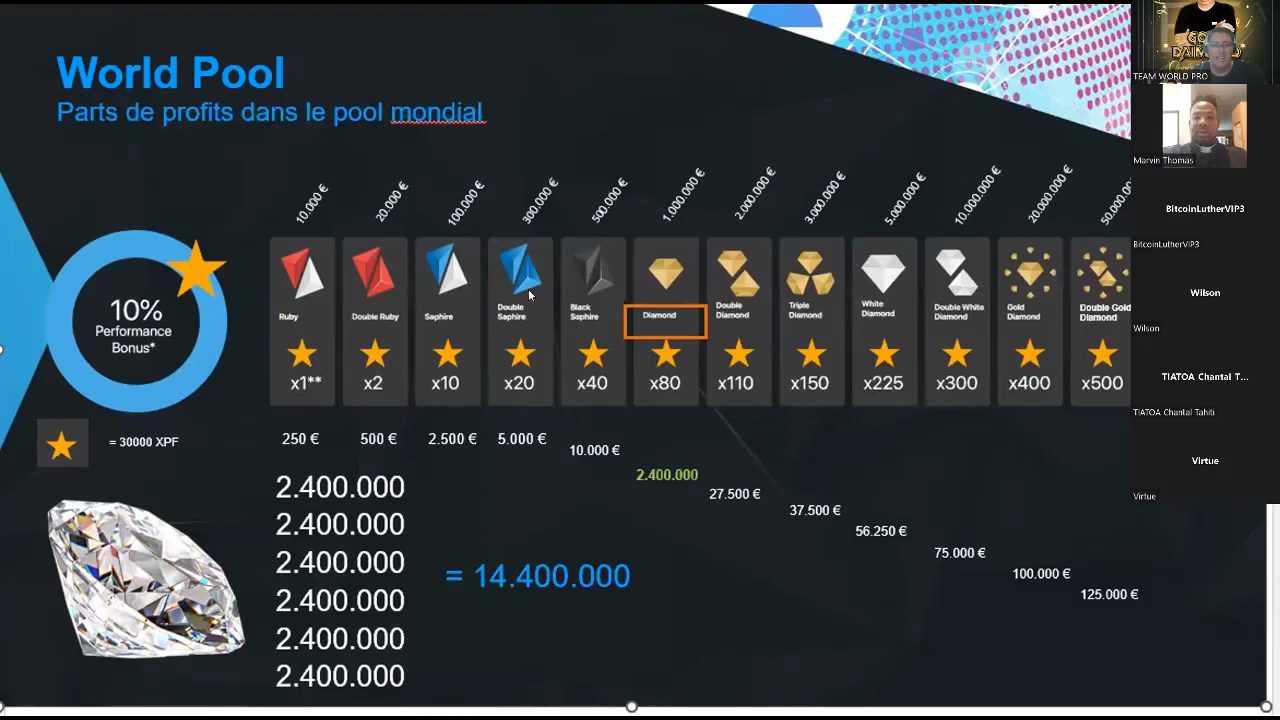 World Pool
Parts de profits dans le pool mondial
10.000 €
20,000 €
100.000 €
300.000 €
500.000 €
1.000.000 €
2.000.000 €
3.000.000 €
5.000.000 €
10.000.000 €
20.000.000 €
50.000.0
10%
Performance
Bonus*
Ruby
Double Ruby
Saphire
Double
Saphire
Black
Saphire
Diamond
Double
Diamond
Triple
Diamond
White
Diamond
Double White
Diamond
Gold
Diamond
Double Gold
Diamond
x1**
x2
x10
x20
x40
x80
x110
x150
x225
x300
x400
x500
= 30000 XPF
250 €
500 €
2.500 €
5.000 €
10.000 €
2.400.000
27.500 €
37.500 €
56.250 €
75.000 €
100.000 €
125.000 €
2.400.000
2.400.000
2.400.000
2.400.000
2.400.000
2.400.000
= 14.400.000
TEAM WORLD PRO
Marvin Thomas
BitcoinLutherVIP3
BitcoinLutherVIP3
Wilson
Wilson
TIATOA Chantal T...
TIATOA Chantal Tahiti
Virtue
Virtue